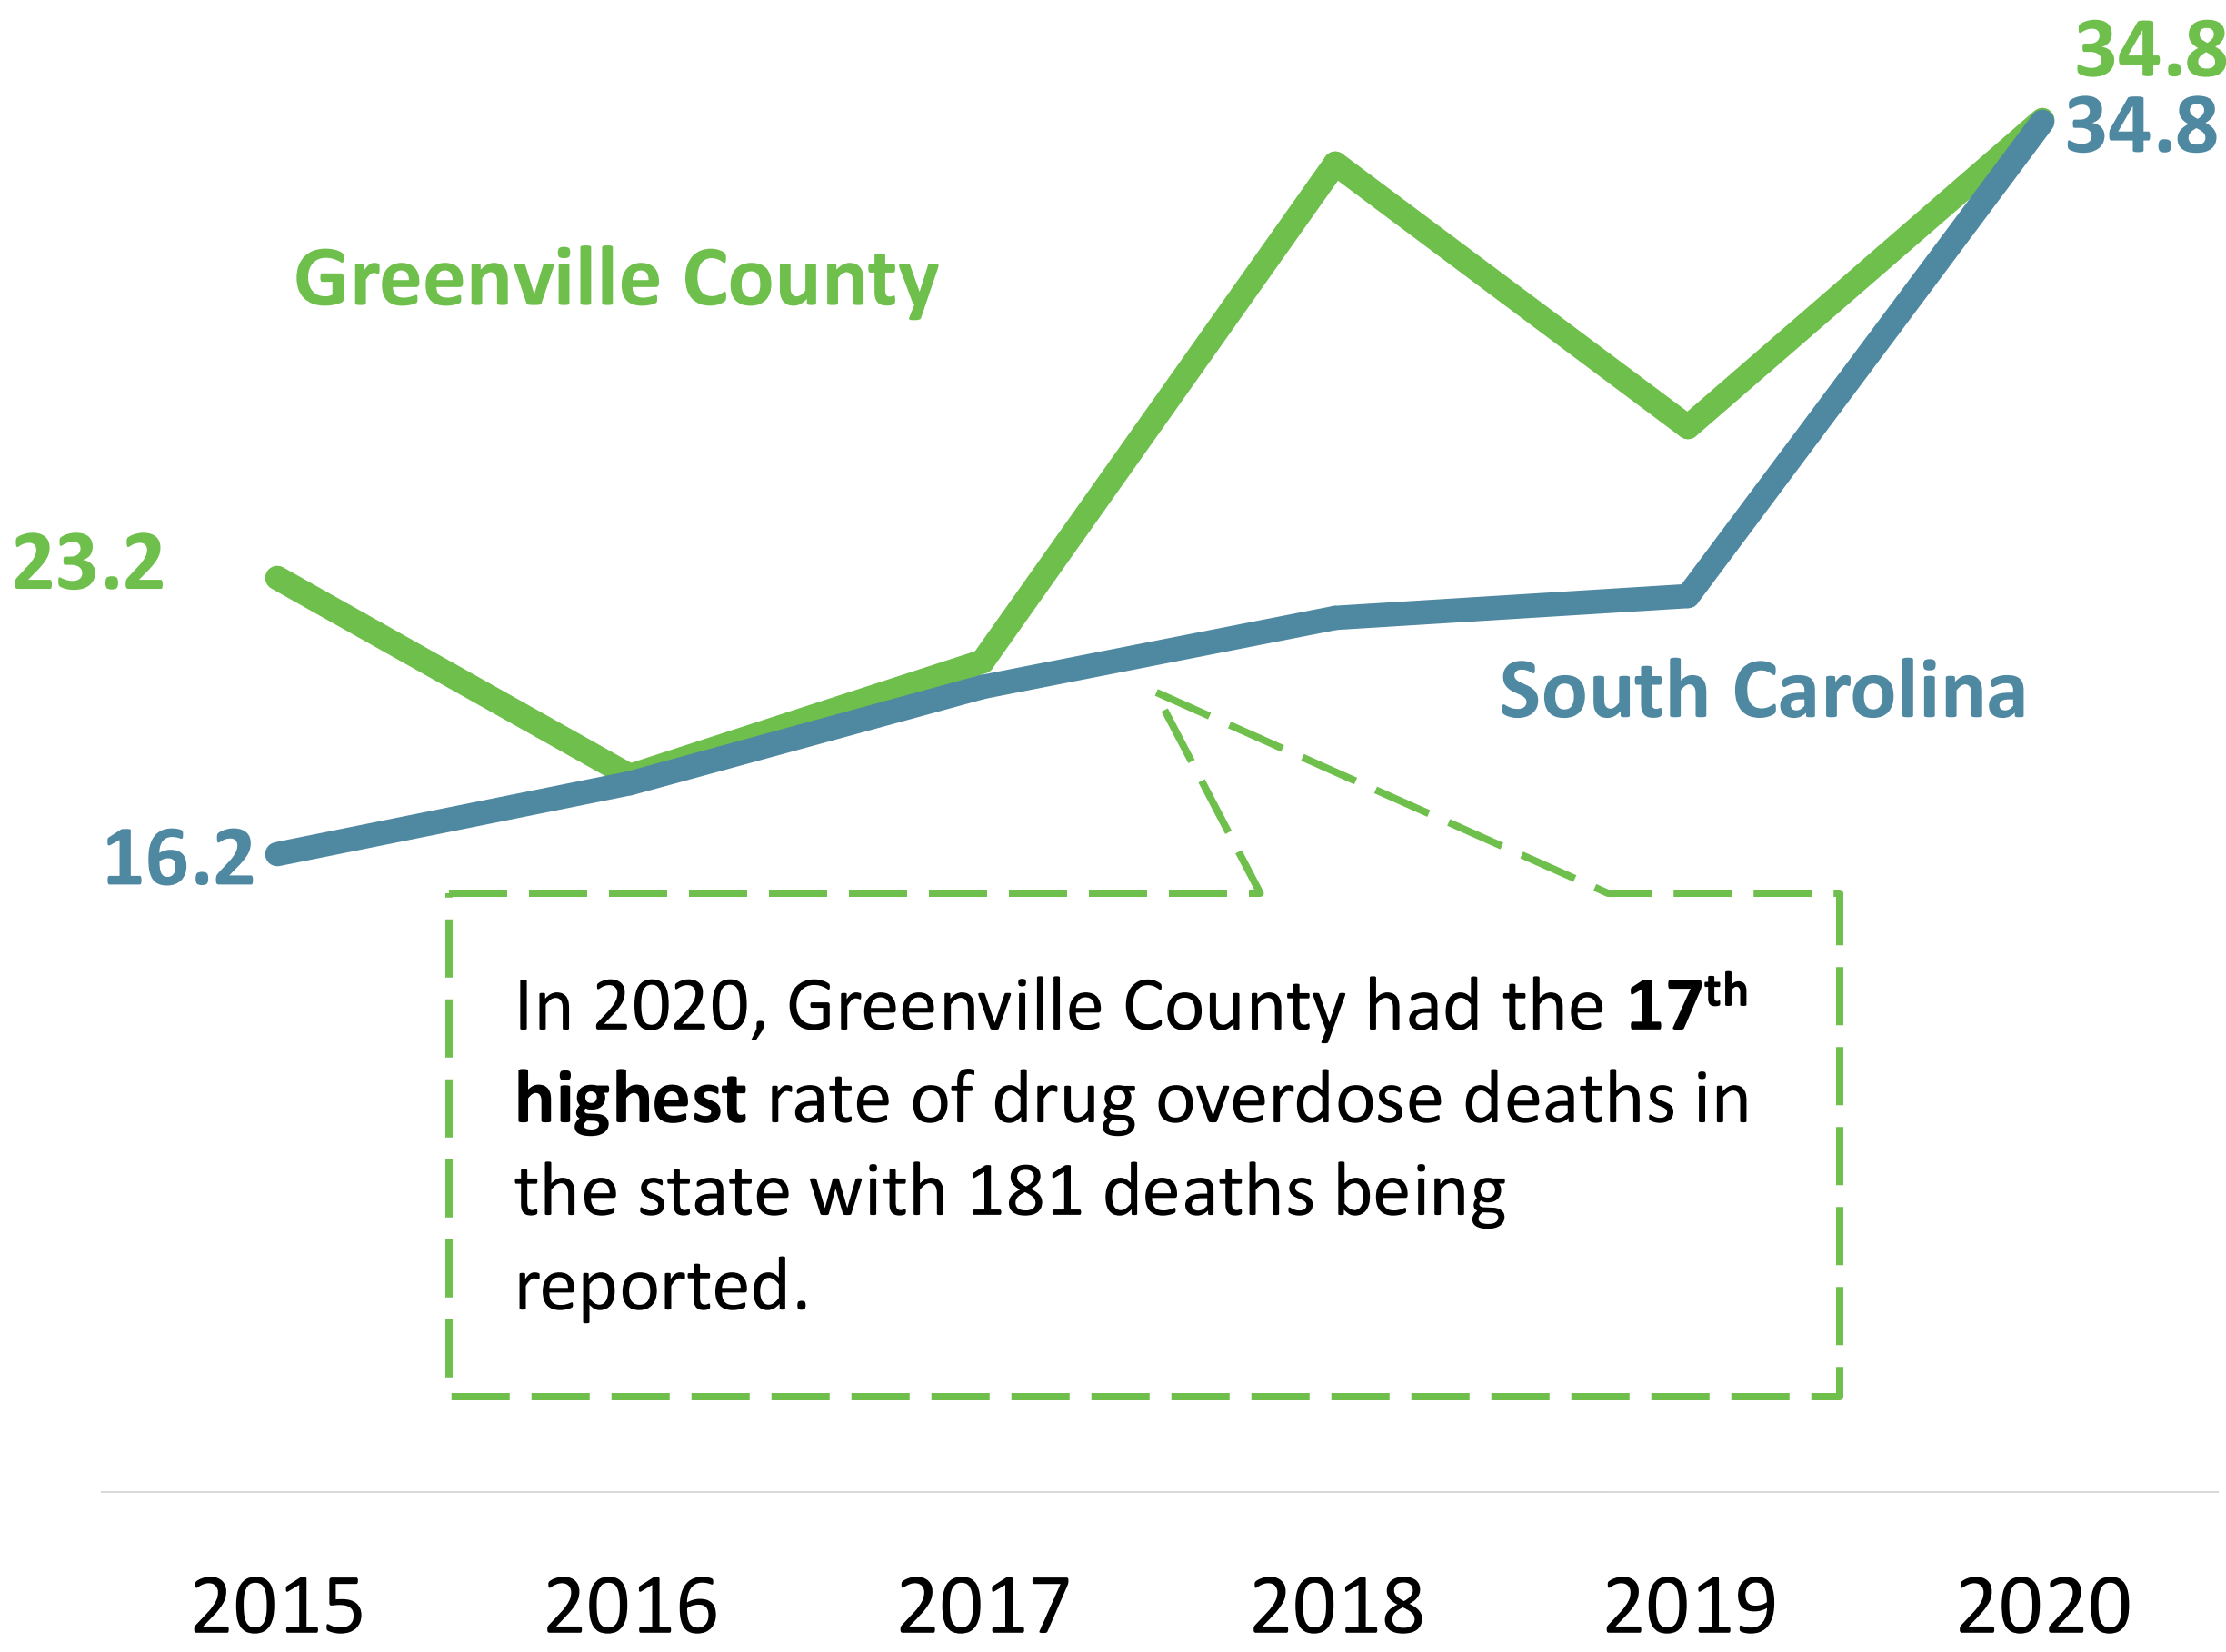 34.8
34.8
Greenville County
23.2
South Carolina
16.2
In 2020, Greenville County had the 17th
highest rate of drug overdose deaths in
the state with 181 deaths being
reported.
2015 2016 2017 2018 2019 2020